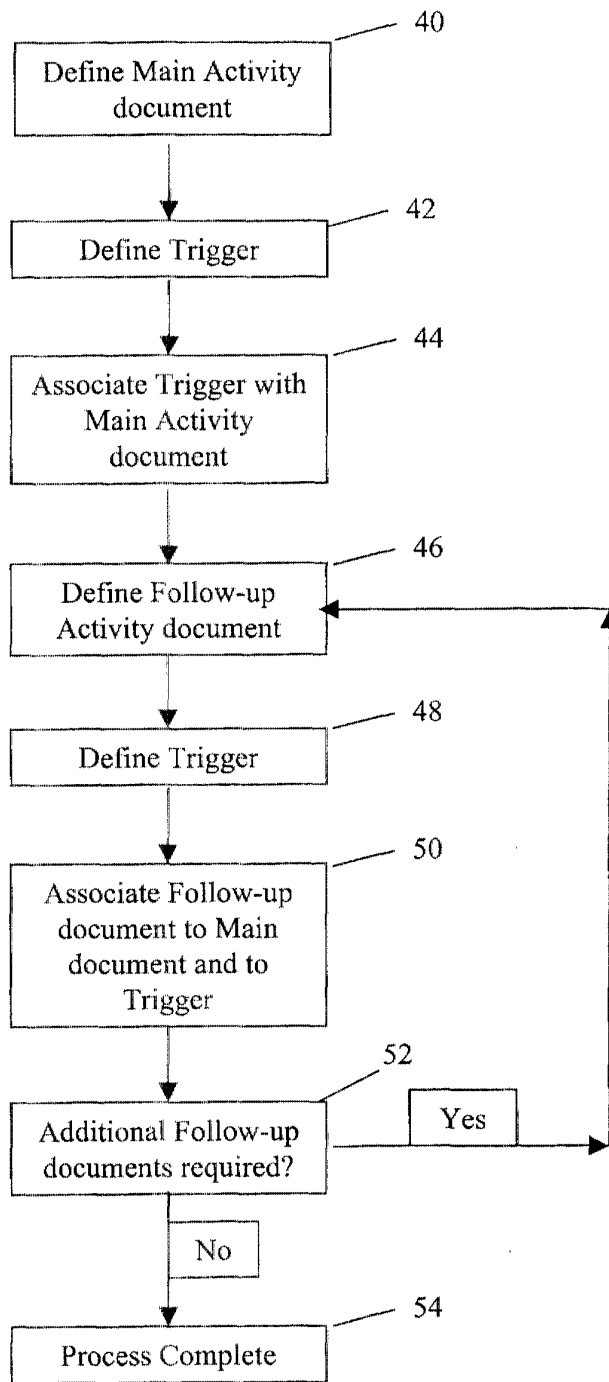 40
Define Main Activity
document
42
Define Trigger
44
Associate Trigger with
Main Activity
document
46
Define Follow-up
Activity document
48
Define Trigger
50
Associate Follow-up
document to Main
document and to
Trigger
52
Additional Follow-up
documents required?
Yes
No
54
Process Complete